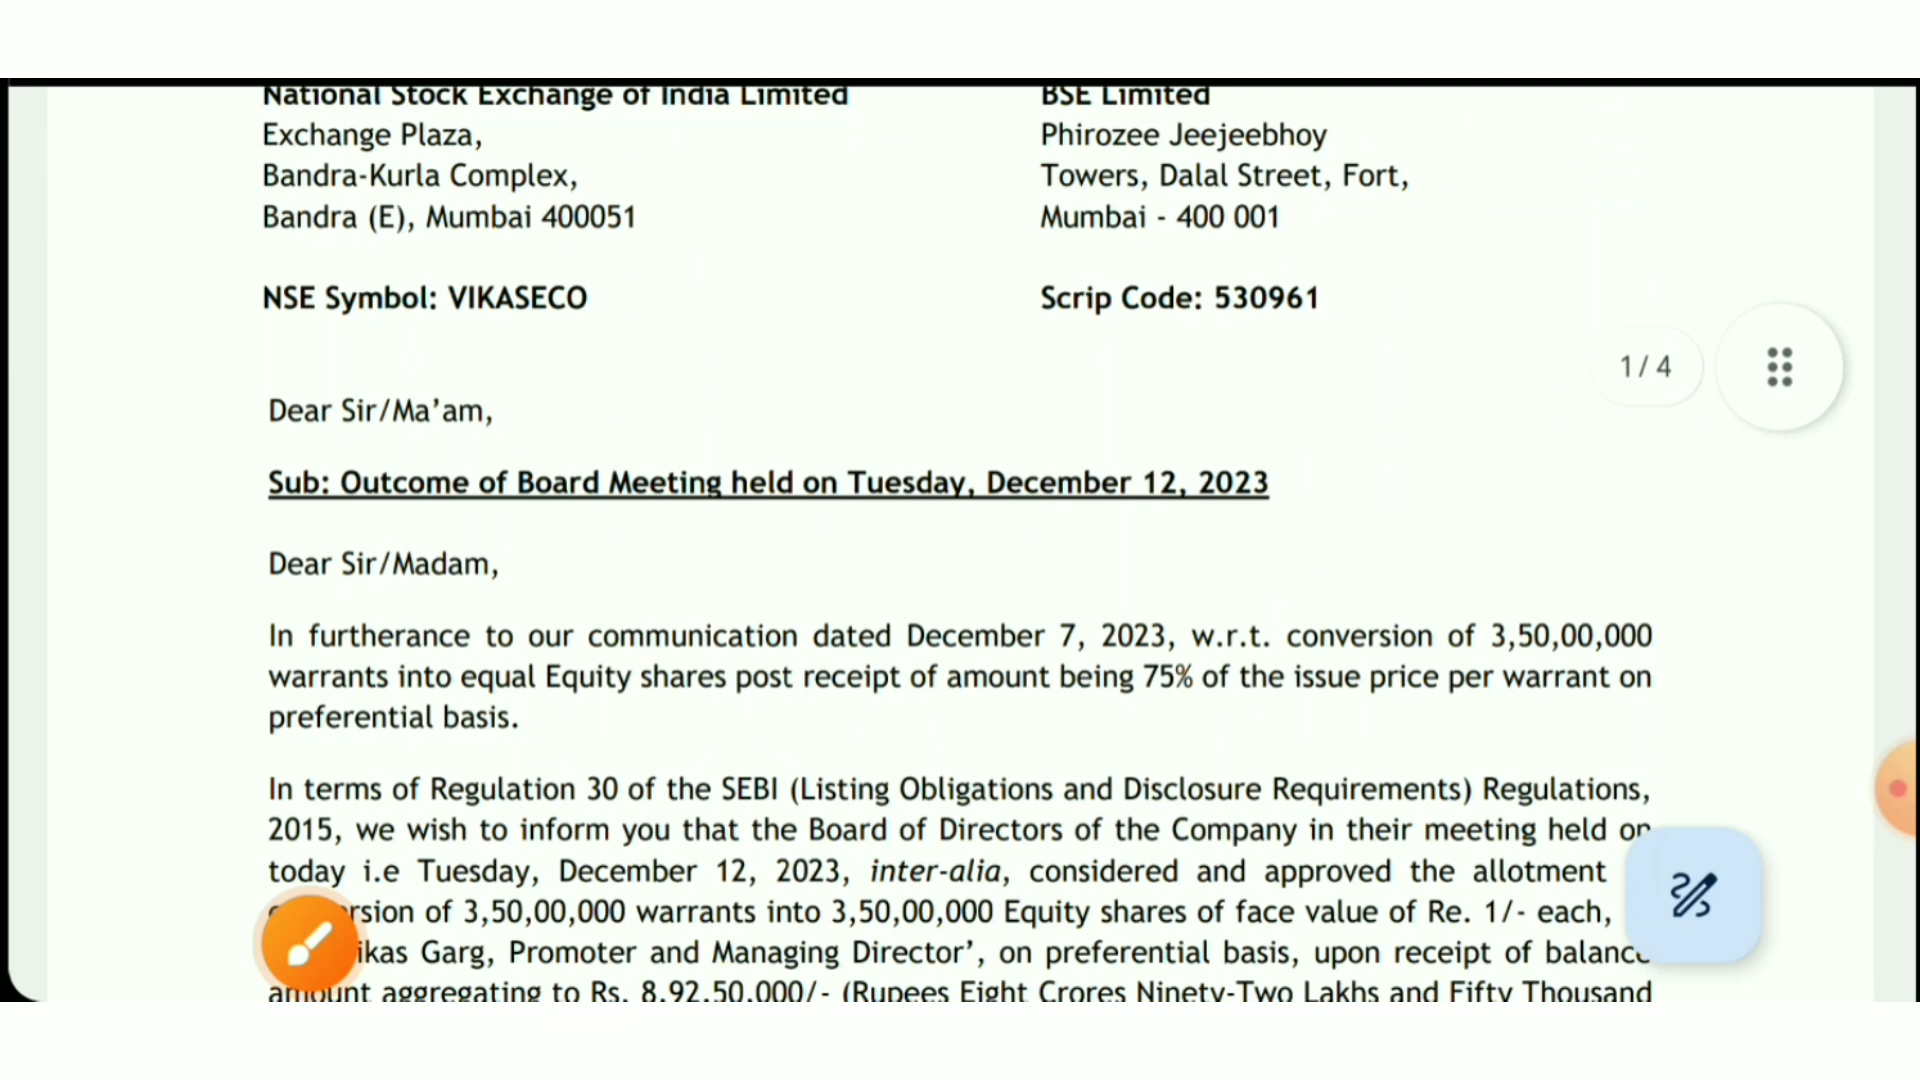 National Stock Exchange of India Limited
Exchange Plaza,
Bandra-Kurla Complex,
Bandra (E), Mumbai 400051
BSE Limited
Phirozee Jeejeebhoy
Towers, Dalal Street, Fort,
Mumbai - 400 001
NSE Symbol: VIKASECO
Scrip Code: 530961
1/ 4
Dear Sir/Ma’am,
Sub: Outcome of Board Meeting held on Tuesday, December 12, 2023
Dear Sir/Madam,
In furtherance to our communication dated December 7, 2023, w.r.t. conversion of 3,50,00,000
warrants into equal Equity shares post receipt of amount being 75% of the issue price per warrant on
preferential basis.
In terms of Regulation 30 of the SEBI (Listing Obligations and Disclosure Requirements) Regulations,
2015, we wish to inform you that the Board of Directors of the Company in their meeting held on
today i.e Tuesday, December 12, 2023, inter-alia, considered and approved the allotment
of 3,50,00,000 warrants into 3,50,00,000 Equity shares of face value of Re. 1/- each,
Garg, Promoter and Managing Director’, on preferential basis, upon receipt of balance
amount aggregating to Rs. 8,92,50,000/- (Rupees Eight Crores Ninety-Two Lakhs and Fifty Thousand